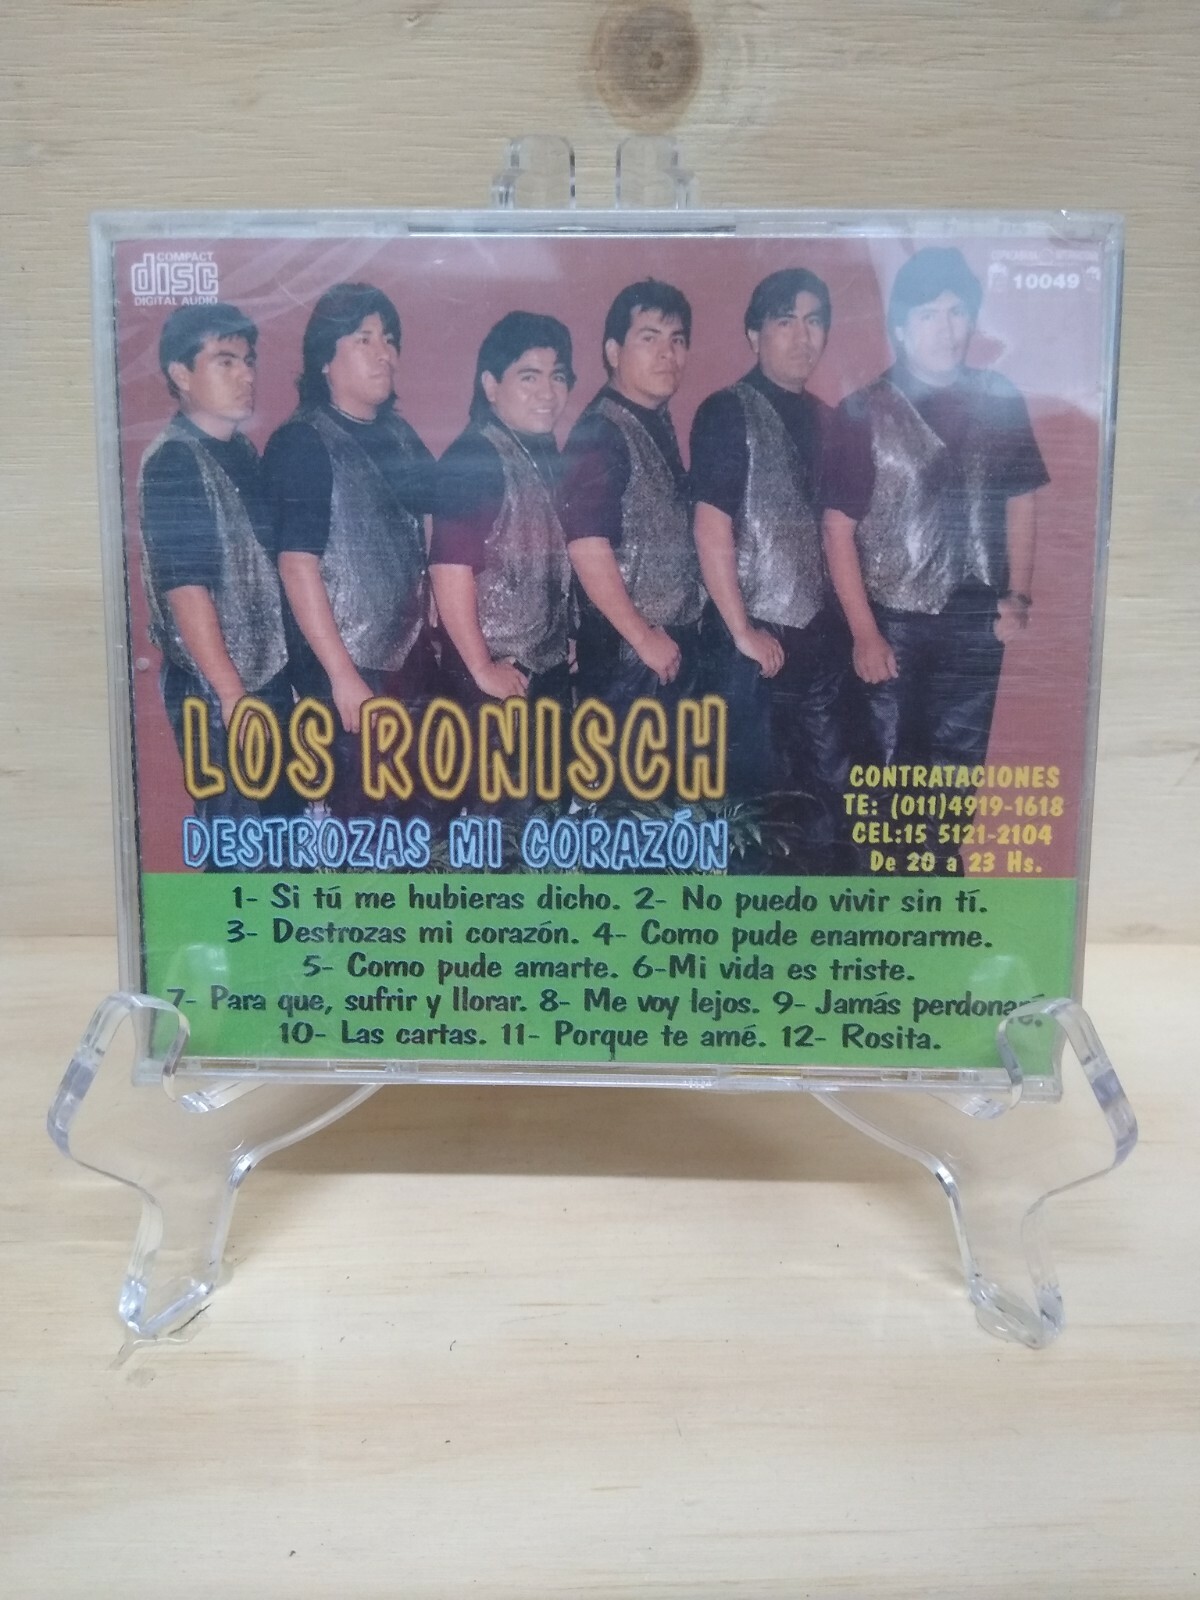 COMPACT
disc
DIGITAL AUDIO
10049
LOS RONISCH
DESTROZAS MI CORAZÓN
CONTRATACIONES
TE: (011)4919-1618
CEL:15 5121-2104
De 20 a 23 Hs.
1- Si tú me hubieras dicho. 2- No puedo vivir sin tí.
3- Destrozas mi corazón. 4- Como pude enamorarme.
5- Como pude amarte. 6-Mi vida es triste.
7- Para que, sufrir y llorar. 8- Me voy lejos. 9- Jamás perdonaré.
10- Las cartas. 11- Porque te amé. 12- Rosita.